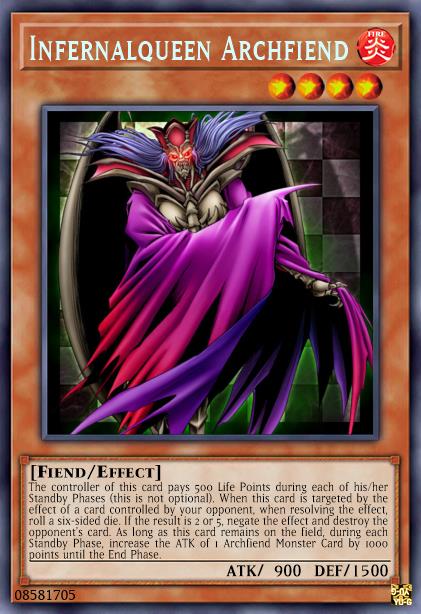 INFERNALQUEEN ARCHFIEND
FIRE
炎
[FIEND/EFFECT]
The controller of this card pays 500 Life Points during each of his/her
Standby Phases (this is not optional). When this card is targeted by the
effect of a card controlled by your opponent, when resolving the effect,
roll a six-sided die. If the result is 2 or 5, negate the effect and destroy the
opponent's card. As long as this card remains on the field, during each
Standby Phase, increase the ATK of 1 Archfiend Monster Card by 1000
points until the End Phase.
ATK/ 900 DEF/1500
08581705